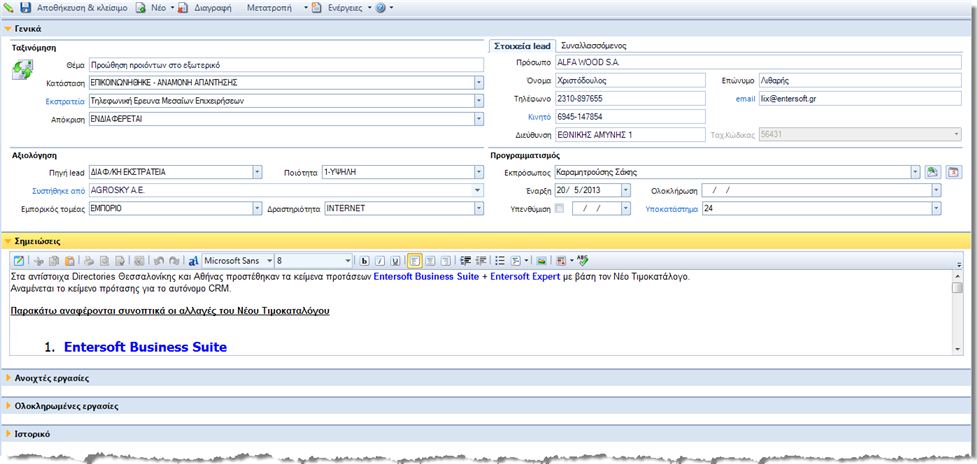 Αποθήκευση & κλείσιμο Νέο Διαγραφή Μετατροπή Ενέργειες
Γενικά
Ταξινόμηση
Θέμα Προώθηση προιόντων στο εξωτερικό
Κατάσταση ΕΠΙΚΟΙΝΩΝΗΘΗΚΕ - ΑΝΑΜΟΝΗ ΑΠΑΝΤΗΣΗΣ
Εκστρατεία Τηλεφωνική Ερευνα Μεσαίων Επιχειρήσεων
Απόκριση ΕΝΔΙΑΦΕΡΕΤΑΙ
Στοιχεία lead Συναλλασσόμενος
Πρόσωπο ALFA WOOD S.A.
Όνομα Χριστόδουλος Επώνυμο Λιθαρής
Τηλέφωνο 2310-897655 email lix@entersoft.gr
Κινητό 6945-147854
Διεύθυνση ΕΘΝΙΚΗΣ ΑΜΥΝΗΣ 1 Ταχ.Κώδικας 56431
Αξιολόγηση
Πηγή lead ΔΙΑΦ/ΚΗ ΕΚΣΤΡΑΤΕΙΑ Ποιότητα 1-ΥΨΗΛΗ
Συστήθηκε από AGROSKY A.E.
Εμπορικός τομέας ΕΜΠΟΡΙΟ Δραστηριότητα INTERNET
Προγραμματισμός
Εκπρόσωπος Καραμητρούσης Σάκης
Έναρξη 20/ 5/2013 Ολοκλήρωση / /
Υπενθύμιση / / Υποκατάστημα 24
Σημειώσεις
Microsoft Sans 8 b i u
Στα αντίστοιχα Directories Θεσσαλονίκης και Αθήνας προστέθηκαν τα κείμενα προτάσεων Entersoft Business Suite + Entersoft Expert με βάση τον Νέο Τιμοκατάλογο.
Αναμένεται το κείμενο πρότασης για το αυτόνομο CRM.
Παρακάτω αναφέρονται συνοπτικά οι αλλαγές του Νέου Τιμοκαταλόγου
1. Entersoft Business Suite
Ανοιχτές εργασίες
Ολοκληρωμένες εργασίες
Ιστορικό